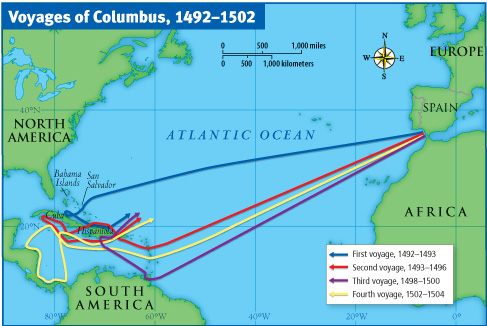 Voyages of Columbus, 1492–1502
0 500 1,000 miles
0 500 1,000 kilometers
N
W E
S
EUROPE
SPAIN
40°N
NORTH
AMERICA
ATLANTIC OCEAN
Bahama
Islands
San
Salvador
Cuba
Hispaniola
20°N
AFRICA
First voyage, 1492–1493
Second voyage, 1493–1496
Third voyage, 1498–1500
Fourth voyage, 1502–1504
SOUTH
AMERICA
80°W
60°W
40°W
20°W
0°